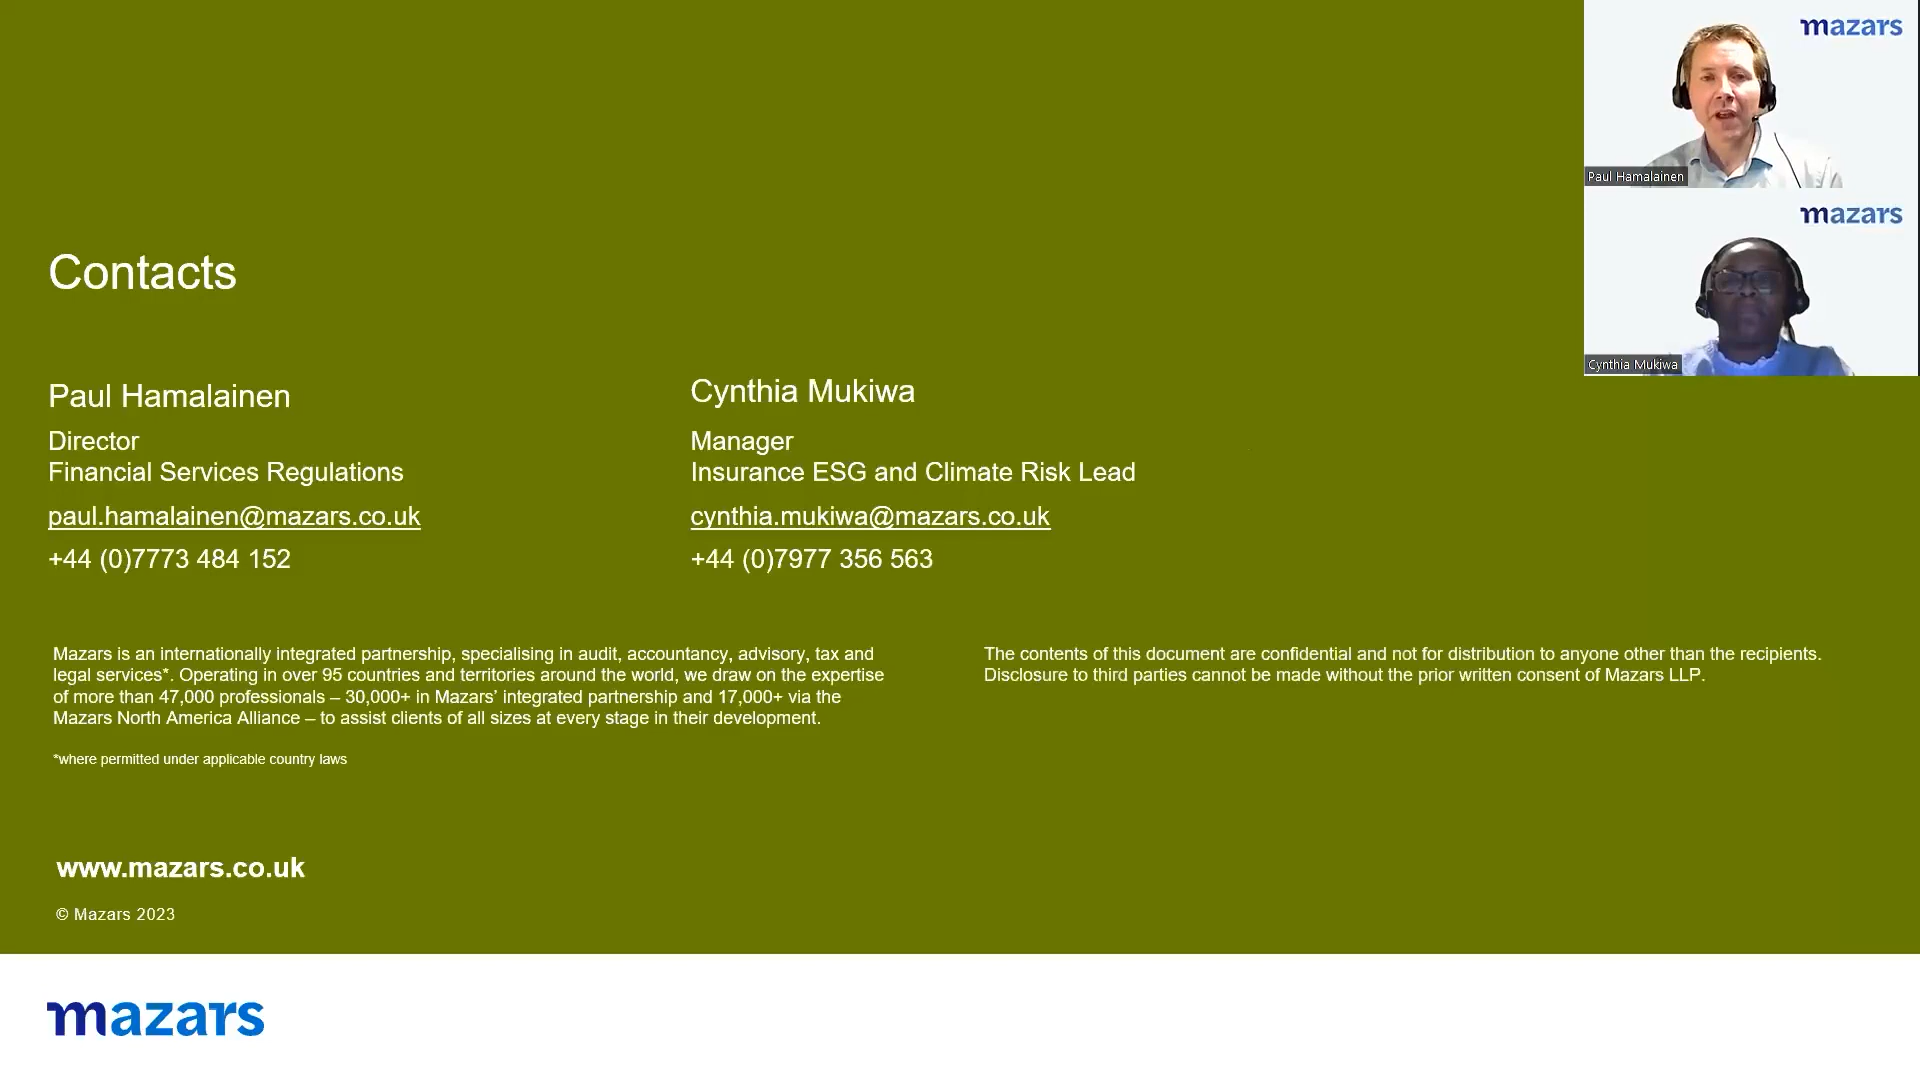 mazars
Paul Hamalainen
mazars
Cynthia Mukiwa
Contacts
Paul Hamalainen
Director
Financial Services Regulations
paul.hamalainen@mazars.co.uk
+44 (0)7773 484 152
Cynthia Mukiwa
Manager
Insurance ESG and Climate Risk Lead
cynthia.mukiwa@mazars.co.uk
+44 (0)7977 356 563
Mazars is an internationally integrated partnership, specialising in audit, accountancy, advisory, tax and
legal services*. Operating in over 95 countries and territories around the world, we draw on the expertise
of more than 47,000 professionals – 30,000+ in Mazars’ integrated partnership and 17,000+ via the
Mazars North America Alliance – to assist clients of all sizes at every stage in their development.
*where permitted under applicable country laws
The contents of this document are confidential and not for distribution to anyone other than the recipients.
Disclosure to third parties cannot be made without the prior written consent of Mazars LLP.
www.mazars.co.uk
© Mazars 2023
mazars